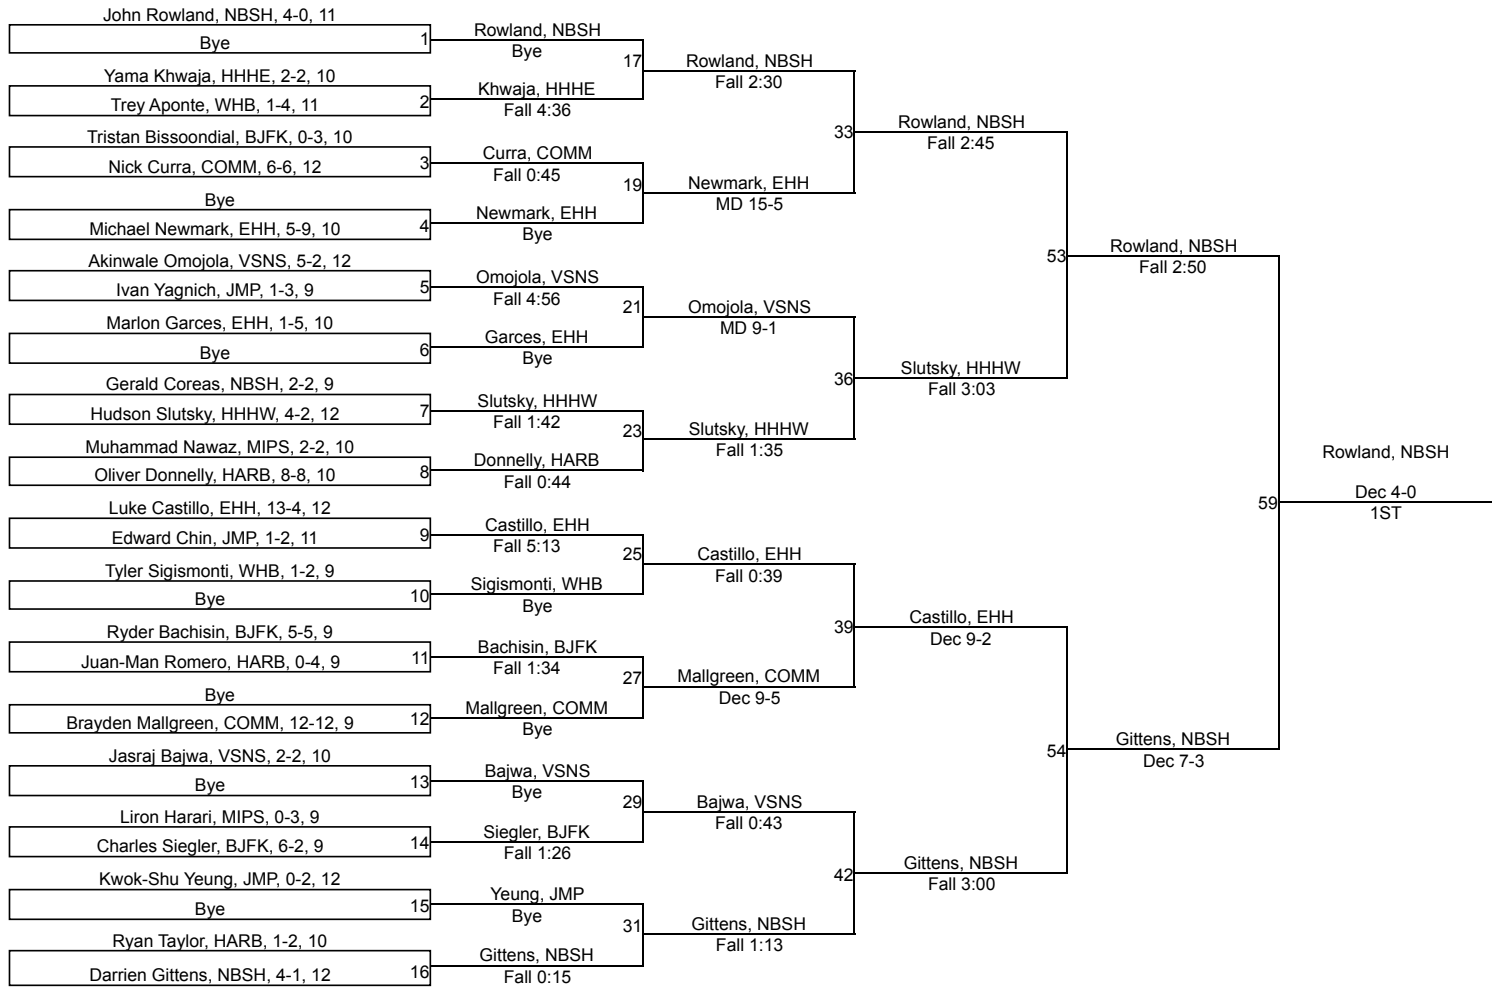 John Rowland, NBSH, 4-0, 11
Bye
1
Yama Khwaja, HHHE, 2-2, 10
Trey Aponte, WHB, 1-4, 11
2
Tristan Bissoondial, BJFK, 0-3, 10
Nick Curra, COMM, 6-6, 12
3
Bye
Michael Newmark, EHH, 5-9, 10
4
Akinwale Omojola, VSNS, 5-2, 12
Ivan Yagnich, JMP, 1-3, 9
5
Marlon Garces, EHH, 1-5, 10
Bye
6
Gerald Coreas, NBSH, 2-2, 9
Hudson Slutsky, HHHW, 4-2, 12
7
Muhammad Nawaz, MIPS, 2-2, 10
Oliver Donnelly, HARB, 8-8, 10
8
Luke Castillo, EHH, 13-4, 12
Edward Chin, JMP, 1-2, 11
9
Tyler Sigismonti, WHB, 1-2, 9
Bye
10
Ryder Bachisin, BJFK, 5-5, 9
Juan-Man Romero, HARB, 0-4, 9
11
Bye
Brayden Mallgreen, COMM, 12-12, 9
12
Jasraj Bajwa, VSNS, 2-2, 10
Bye
13
Liron Harari, MIPS, 0-3, 9
Charles Siegler, BJFK, 6-2, 9
14
Kwok-Shu Yeung, JMP, 0-2, 12
Bye
15
Ryan Taylor, HARB, 1-2, 10
Darrien Gittens, NBSH, 4-1, 12
16
Rowland, NBSH
Bye
17
Khwaja, HHHE
Fall 4:36
Curra, COMM
Fall 0:45
19
Newmark, EHH
Bye
Omojola, VSNS
Fall 4:56
21
Garces, EHH
Bye
Slutsky, HHHW
Fall 1:42
23
Donnelly, HARB
Fall 0:44
Castillo, EHH
Fall 5:13
25
Sigismonti, WHB
Bye
Bachisin, BJFK
Fall 1:34
27
Mallgreen, COMM
Bye
Bajwa, VSNS
Bye
29
Siegler, BJFK
Fall 1:26
Yeung, JMP
Bye
31
Gittens, NBSH
Fall 0:15
Rowland, NBSH
Fall 2:30
33
Newmark, EHH
MD 15-5
Omojola, VSNS
MD 9-1
36
Slutsky, HHHW
Fall 1:35
Castillo, EHH
Fall 0:39
39
Mallgreen, COMM
Dec 9-5
Bajwa, VSNS
Fall 0:43
42
Gittens, NBSH
Fall 1:13
Rowland, NBSH
Fall 2:45
53
Slutsky, HHHW
Fall 3:03
Castillo, EHH
Dec 9-2
54
Gittens, NBSH
Fall 3:00
Rowland, NBSH
Fall 2:50
59
Gittens, NBSH
Dec 7-3
Rowland, NBSH
Dec 4-0
1ST